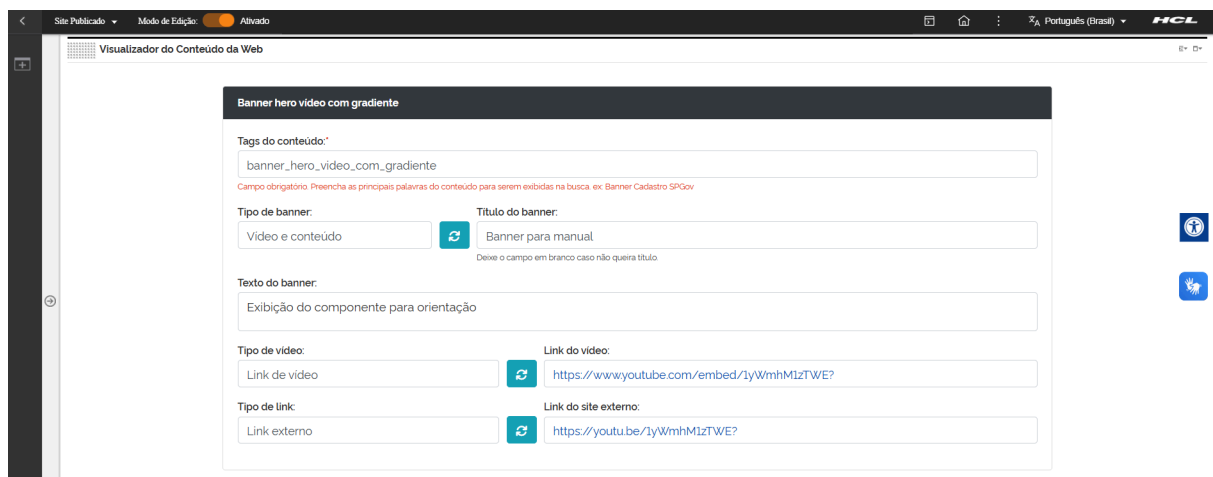 Site Publicado Modo de Edição: Ativado Português (Brasil) HCL
Visualizador do Conteúdo da Web
Banner hero vídeo com gradiente
Tags do conteúdo:*
banner_hero_video_com_gradiente
Campo obrigatório. Preencha as principais palavras do conteúdo para serem exibidas na busca. ex: Banner Cadastro SPGov
Tipo de banner: Título do banner:
Vídeo e conteúdo Banner para manual
Deixe o campo em branco caso não queira título.
Texto do banner:
Exibição do componente para orientação
Tipo de vídeo: Link do vídeo:
Link de vídeo https://www.youtube.com/embed/1yWmhM1zTWE?
Tipo de link: Link do site externo:
Link externo https://youtu.be/1yWmhM1zTWE?